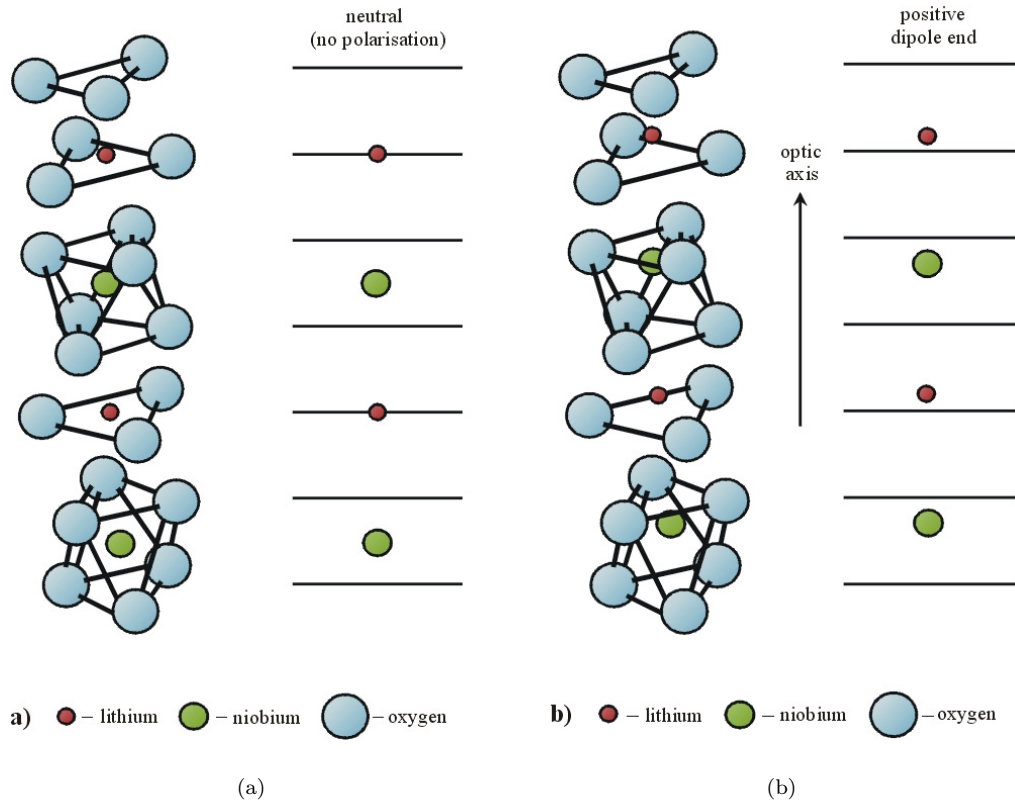 neutral
(no polarisation)
positive
dipole end
optic
axis
a) – lithium – niobium – oxygen
b) – lithium – niobium – oxygen
(a)
(b)